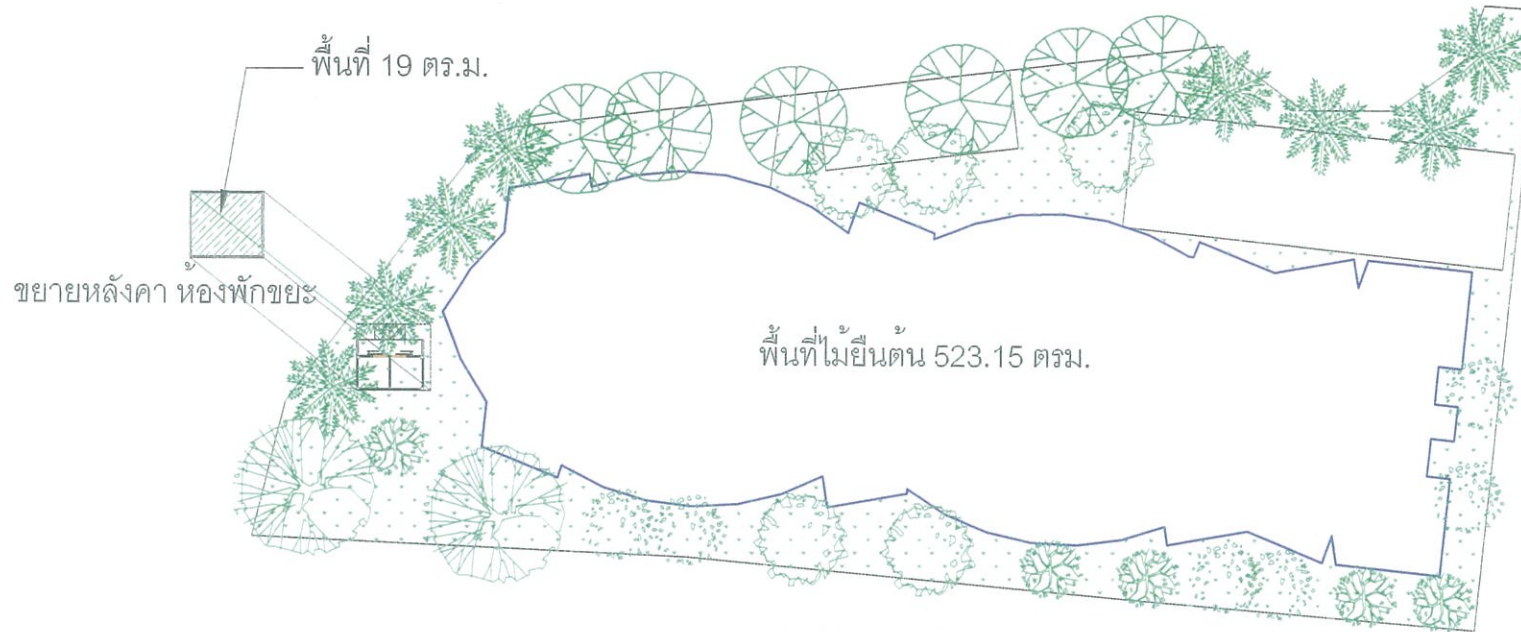 พื้นที่ 19 ตร.ม.
ขยายหลังคา ห้องพักขยะ
พื้นที่ไม้ยืนต้น 523.15 ตรม.